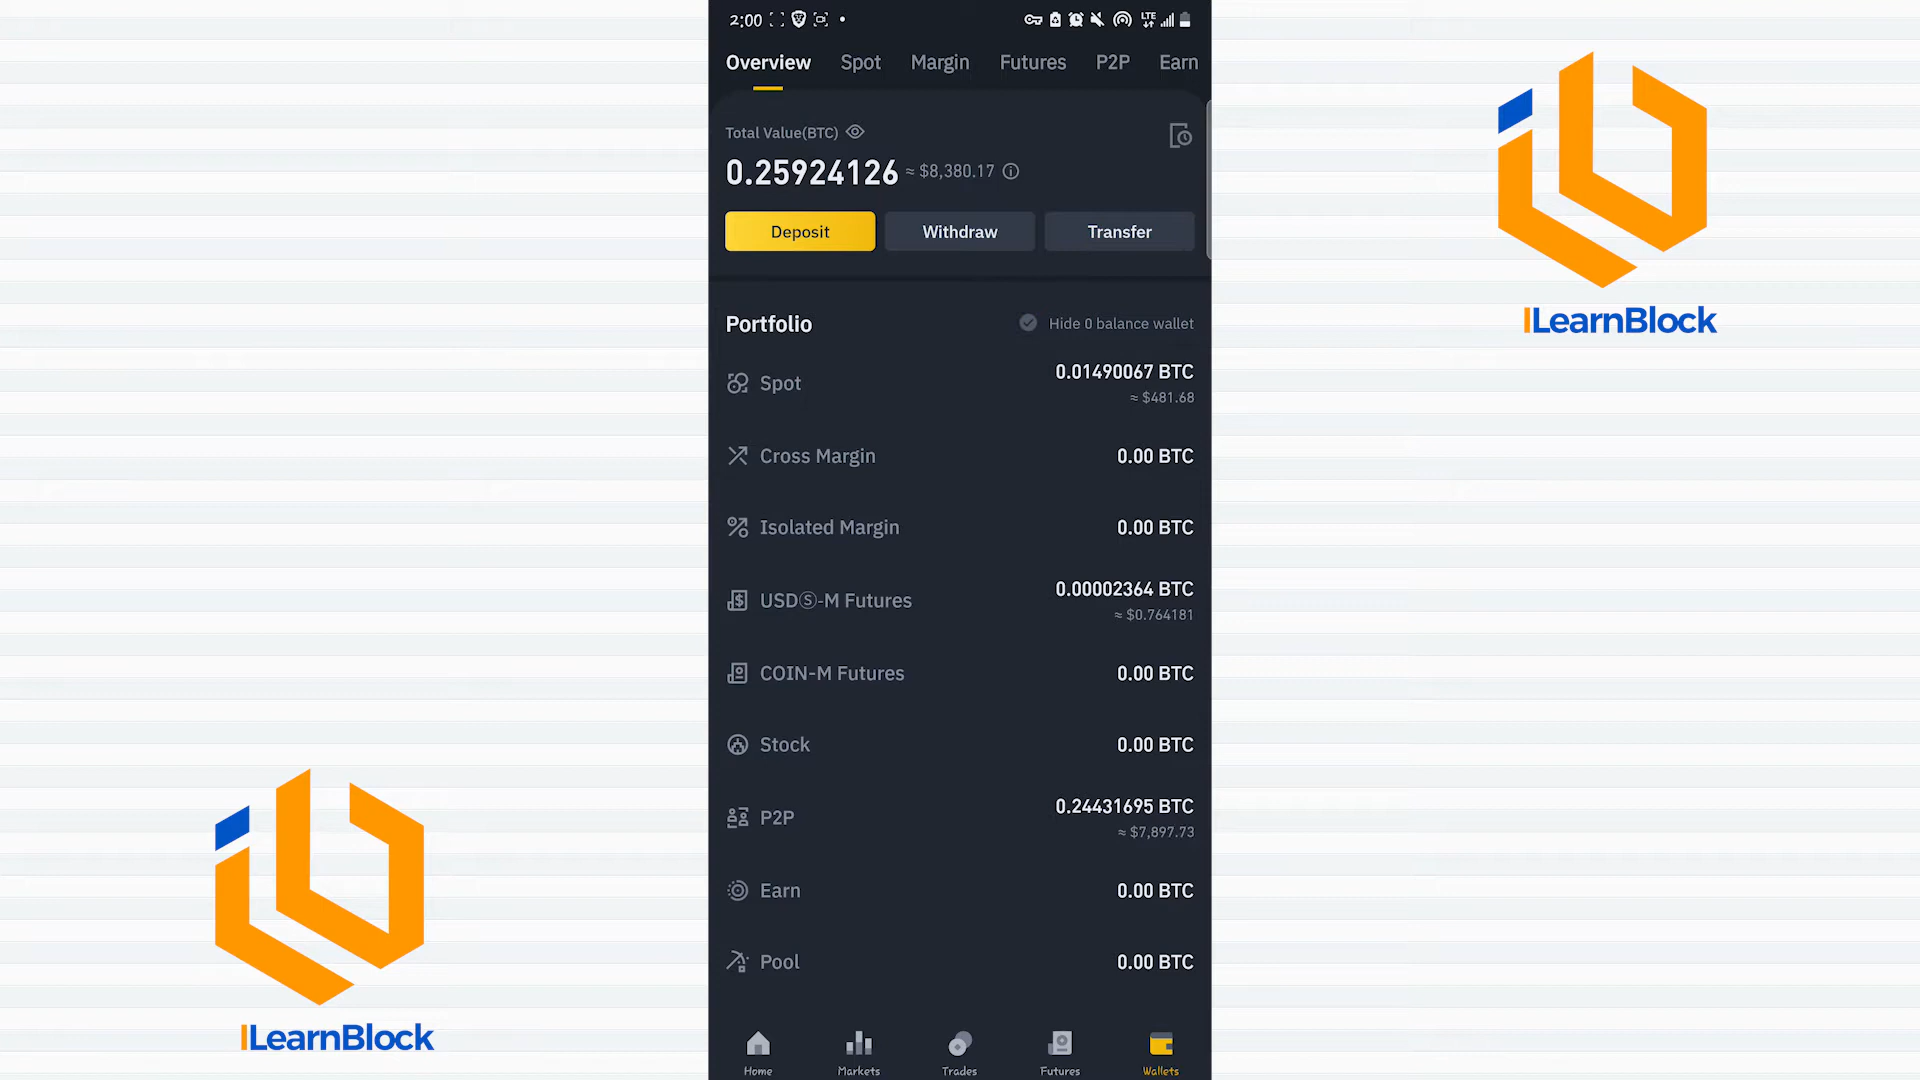 2:00
LTE
Overview Spot Margin Futures P2P Earn
Total Value(BTC)
0.25924126 ≈ $8,380.17
Deposit Withdraw Transfer
Portfolio Hide 0 balance wallet
Spot 0.01490067 BTC
≈ $481.68
Cross Margin 0.00 BTC
Isolated Margin 0.00 BTC
USDⓈ-M Futures 0.00002364 BTC
≈ $0.764181
COIN-M Futures 0.00 BTC
Stock 0.00 BTC
P2P 0.24431695 BTC
≈ $7,897.73
Earn 0.00 BTC
Pool 0.00 BTC
Home Markets Trades Futures Wallets
ILearnBlock
ILearnBlock